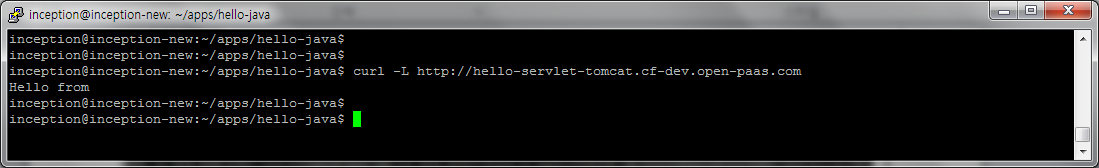 inception@inception-new: ~/apps/hello-java
inception@inception-new:~/apps/hello-java$
inception@inception-new:~/apps/hello-java$
inception@inception-new:~/apps/hello-java$ curl -L http://hello-servlet-tomcat.cf-dev.open-paas.com
Hello from
inception@inception-new:~/apps/hello-java$
inception@inception-new:~/apps/hello-java$